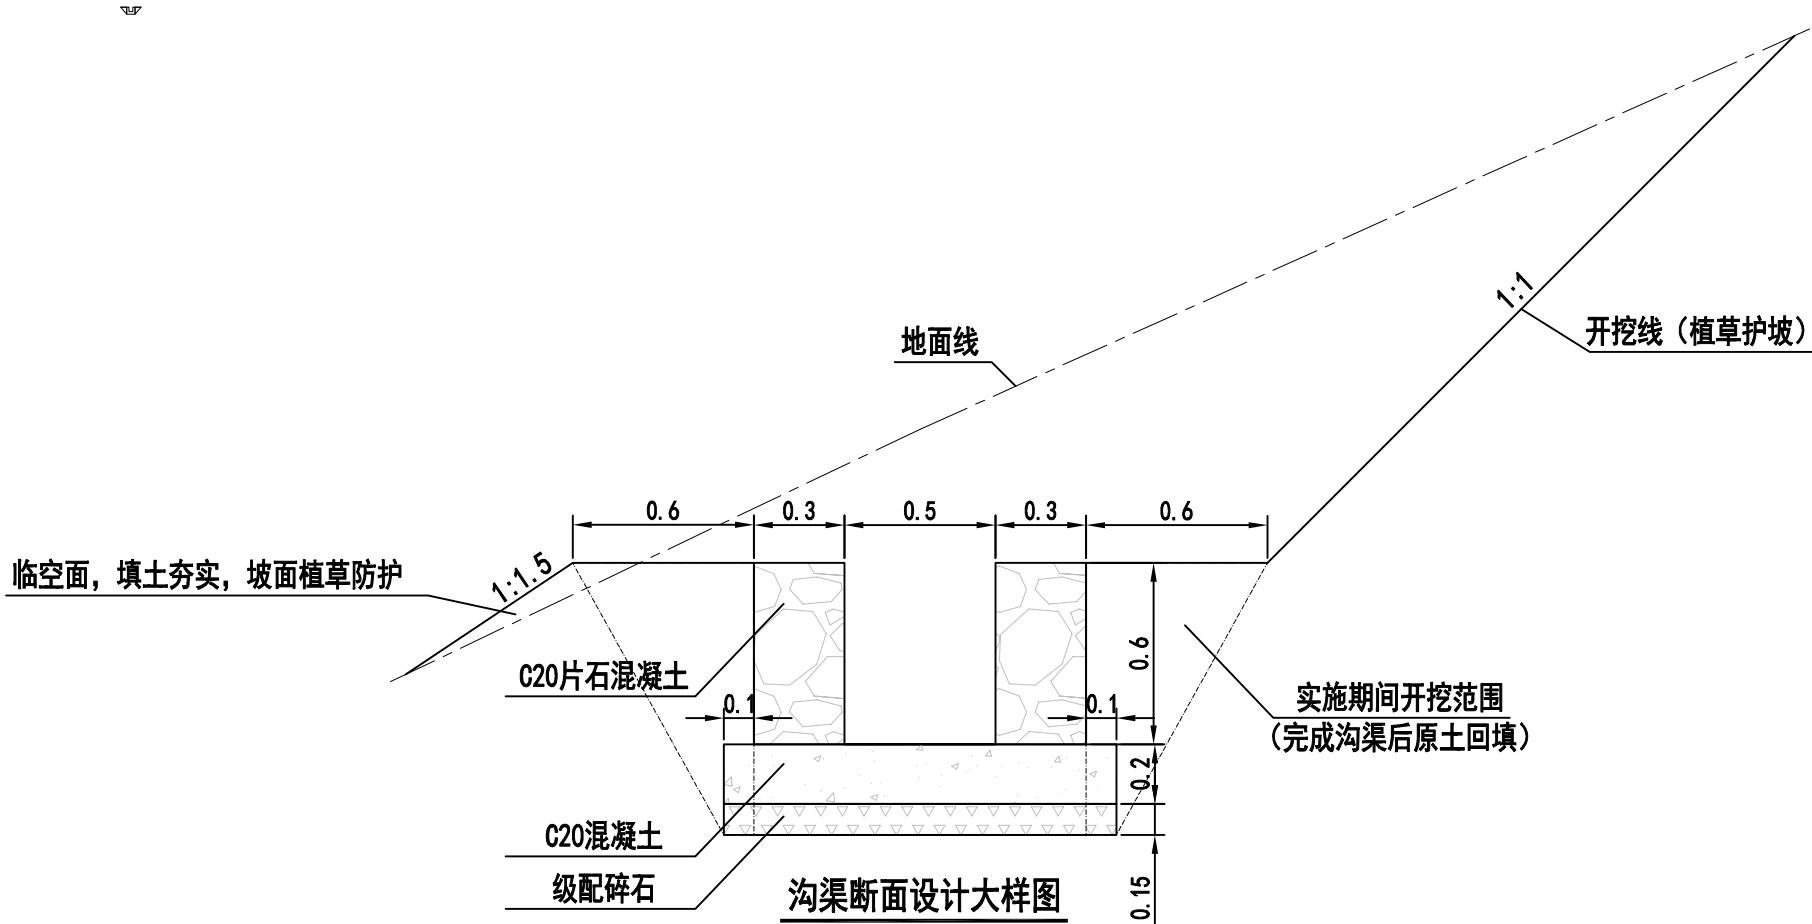 1:1
开挖线（植草护坡）
地面线
0.6
0.3
0.5
0.3
0.6
1:1.5
临空面，填土夯实，坡面植草防护
0.6
C20片石混凝土
0.1
0.1
实施期间开挖范围
（完成沟渠后原土回填）
0.2
C20混凝土
级配碎石
沟渠断面设计大样图
0.15